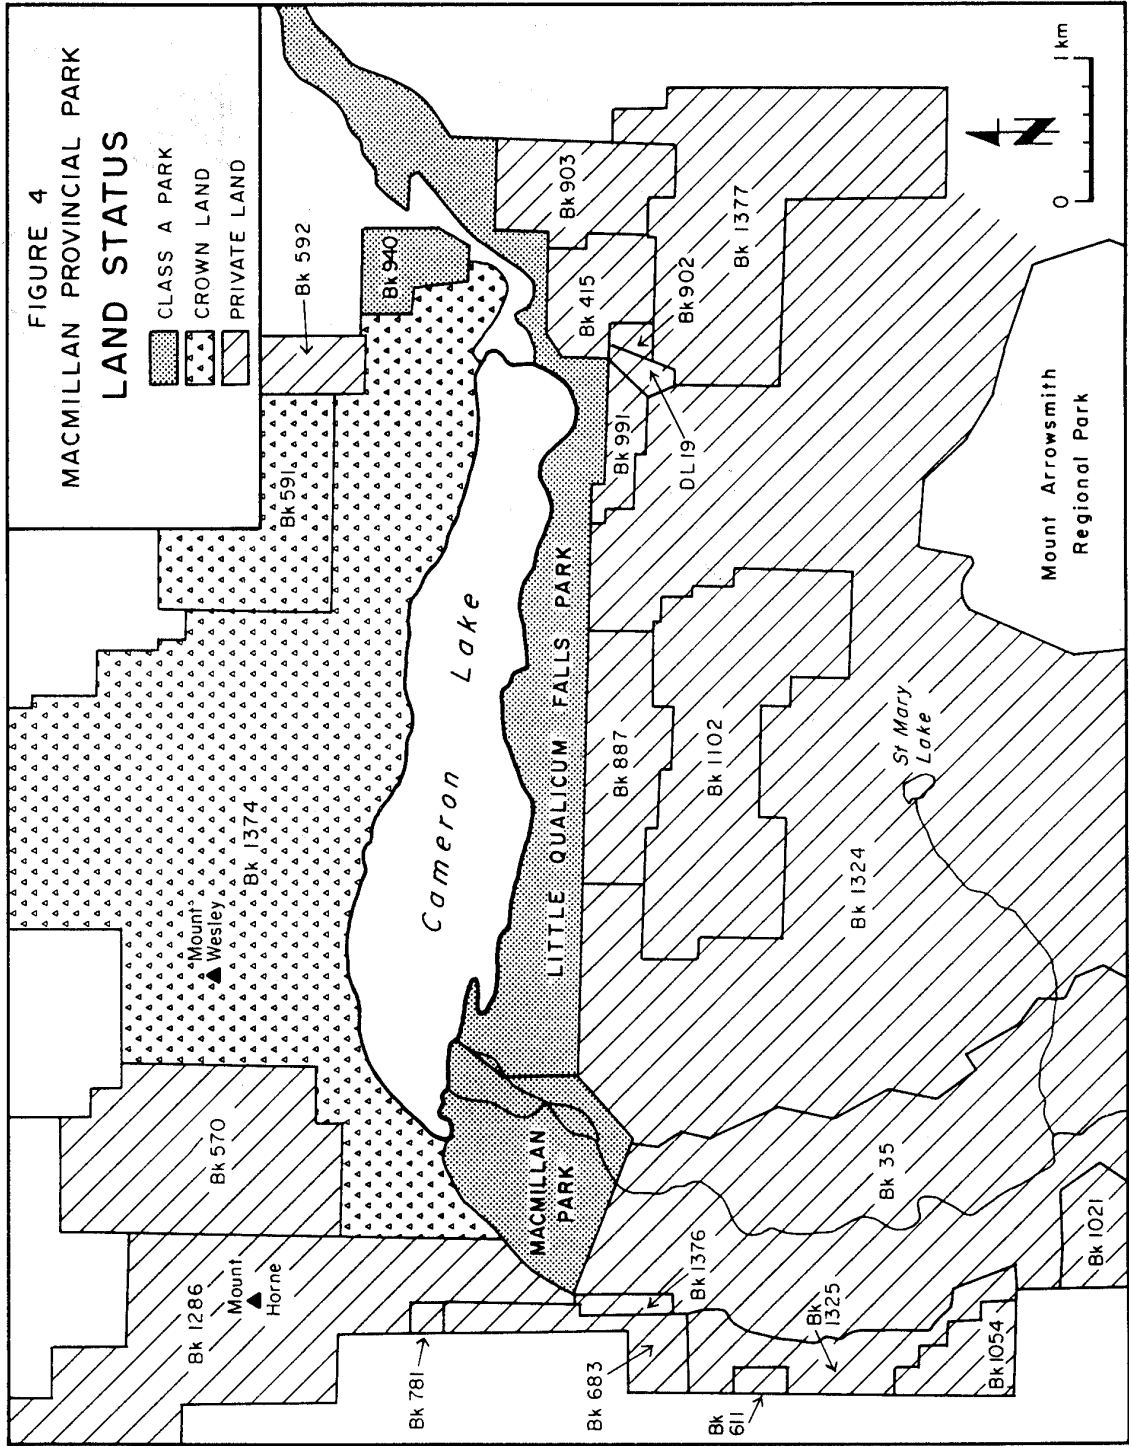 FIGURE 4
MACMILLAN PROVINCIAL PARK
LAND STATUS
CLASS A PARK
CROWN LAND
PRIVATE LAND
Bk 592
Bk 940
Bk 591
Bk 1374
Mount
Wesley
Bk 570
Bk 1286
Mount
Horne
Bk 781
Cameron Lake
LITTLE QUALICUM FALLS PARK
MACMILLAN
PARK
Bk 903
Bk 415
Bk 902
Bk 1377
Bk 991
DL 19
Bk 887
Bk 1102
Bk 1324
St Mary
Lake
Bk 35
Bk 1376
Bk 683
Bk
611
Bk
1325
Bk 1054
Bk 1021
Mount Arrowsmith
Regional Park
N
0
1 km